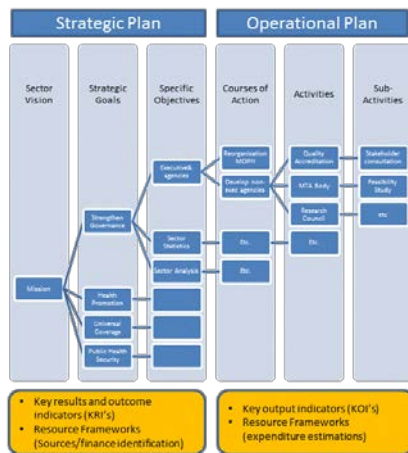 Strategic Plan
Operational Plan
Sector
Vision
Strategic
Goals
Specific
Objectives
Courses of
Action
Activities
Sub-
Activities
Mission
Strengthen
Governance
Health
Promotion
Universal
Coverage
Public Health
Security
Executive&
agencies
Sector
Statistics
Sector Analysis
Reorganization
MOPH
Develop non-
exec agencies
Etc.
Etc.
Quality
Accreditation
MTA Body
Research
Council
Etc.
Stakeholder
consultation
Feasibility
Study
etc
• Key results and outcome
indicators (KRI's)
• Resource Frameworks
(Sources/finance identification)
• Key output indicators (KOI's)
• Resource Frameworks
(expenditure estimations)